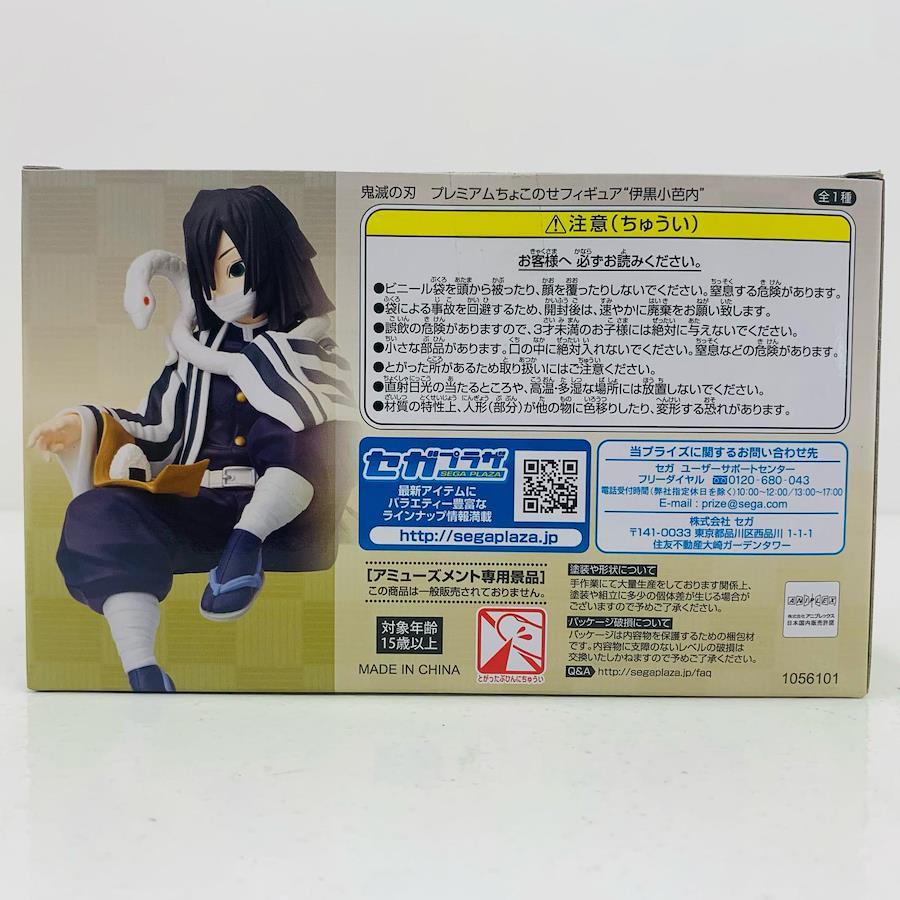 鬼滅の刃 プレミアムちょこのせフィギュア“伊黒小芭内” 全1種
⚠注意(ちゅうい)
お客様へ 必ずお読みください。
●ビニール袋を頭から被ったり、顔を覆ったりしないでください。窒息する危険があります。
●袋による事故を回避するため、開封後は、速やかに廃棄をお願い致します。
●誤飲の危険がありますので、3才未満のお子様には絶対に与えないでください。
●小さな部品があります。口の中に絶対入れないでください。窒息などの危険があります。
●とがった所があるため取り扱いにはご注意ください。
●直射日光の当たるところや、高温・多湿な場所には放置しないでください。
●材質の特性上、人形(部分)が他の物に色移りしたり、変形する恐れがあります。
セガプラザ
SEGA PLAZA
最新アイテムに
バラエティー豊富な
ラインナップ情報満載
http://segaplaza.jp
当プライズに関するお問い合わせ先
セガ ユーザーサポートセンター
フリーダイヤル 0120-680-043
電話受付時間(弊社指定休日を除く)10:00~12:00/13:00~17:00
E-mail : prize@sega.com
株式会社 セガ
〒141-0033 東京都品川区西品川 1-1-1
住友不動産大崎ガーデンタワー
[アミューズメント専用景品]
この商品は一般販売されておりません。
対象年齢
15歳以上
とがったぶひんにちゅうい
MADE IN CHINA
塗装や形状について
手作業にて大量生産をしております関係上、
塗装や組立に多少の個体差が生じる場合が
ございますので予めご了承ください。
パッケージ破損について
パッケージは内容物を保護するための梱包材
です。内容物に支障のないレベルの破損は
交換いたしかねますので予めご了承ください。
Q&A http://segaplaza.jp/faq
ANIPLEX
株式会社アニプレックス
日本国内販売許諾
1056101